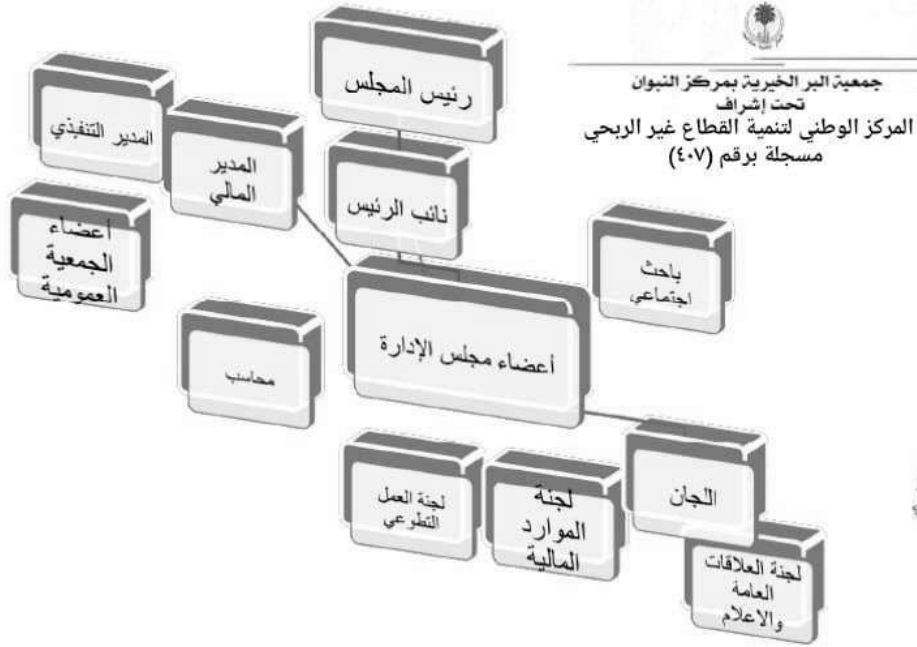 جمعية البر الخيرية بمركز النيوان
تحت إشراف
المركز الوطني لتنمية القطاع غير الربحي
مسجلة برقم (٤٠٧)
رئيس المجلس
نائب الرئيس
المدير التنفيذي
المدير
المالي
أعضاء
الجمعية
العمومية
باحث
اجتماعي
أعضاء مجلس الإدارة
محاسب
اللجان
لجنة
الموارد
المالية
لجنة العمل
التطوعي
لجنة العلاقات
العامة
والاعلام